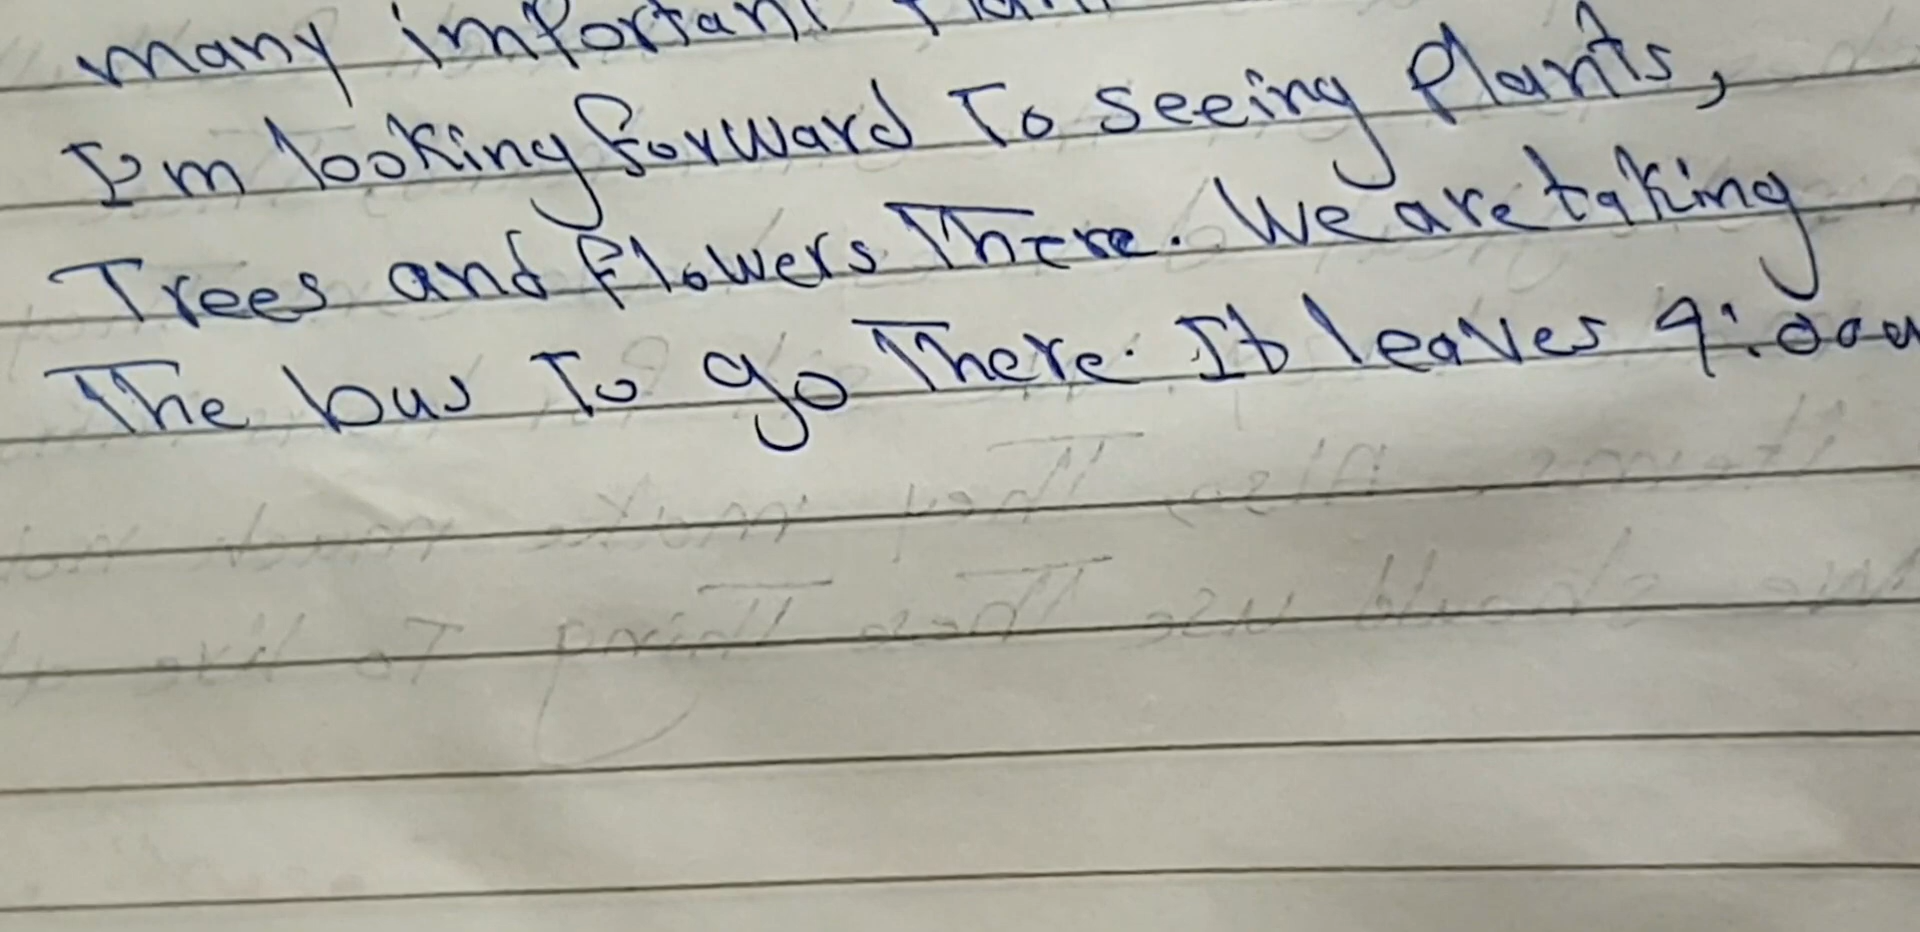 many important
I'm looking forward To seeing Plants,
Trees and flowers There. We are taking
The bus To go There. It leaves 9:00